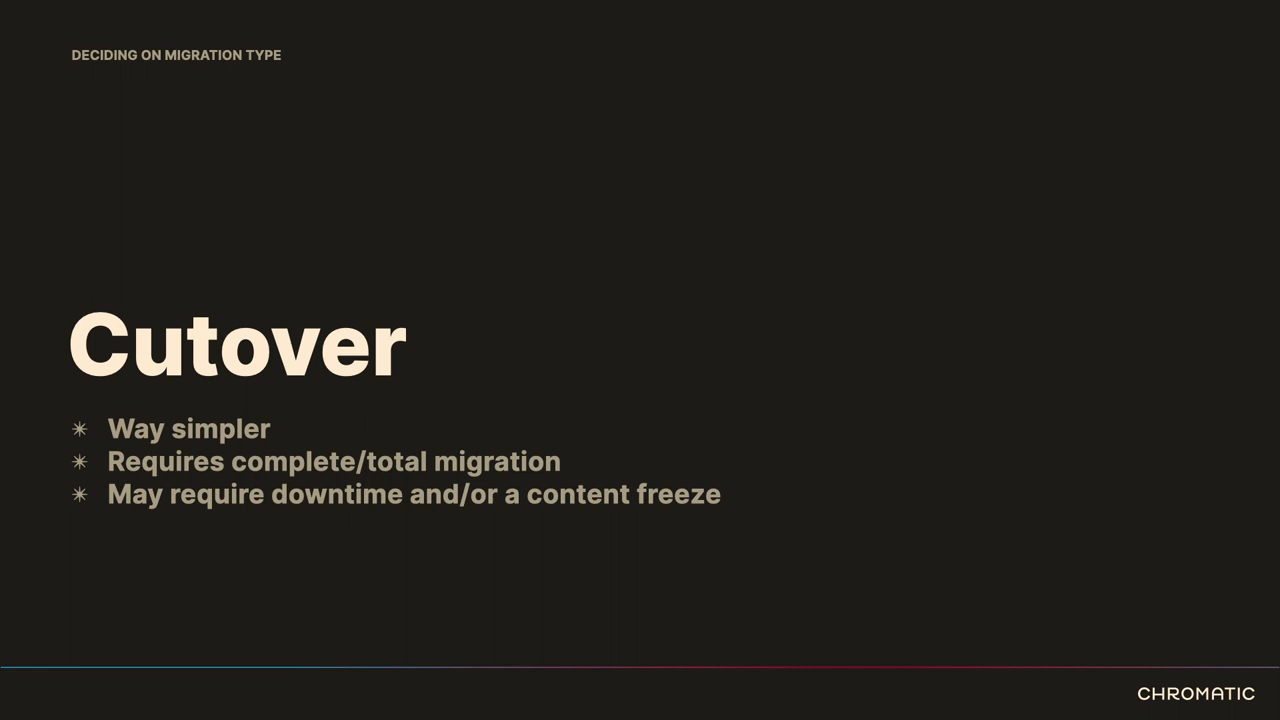 DECIDING ON MIGRATION TYPE
Cutover
✴ Way simpler
✴ Requires complete/total migration
✴ May require downtime and/or a content freeze
CHROMATIC